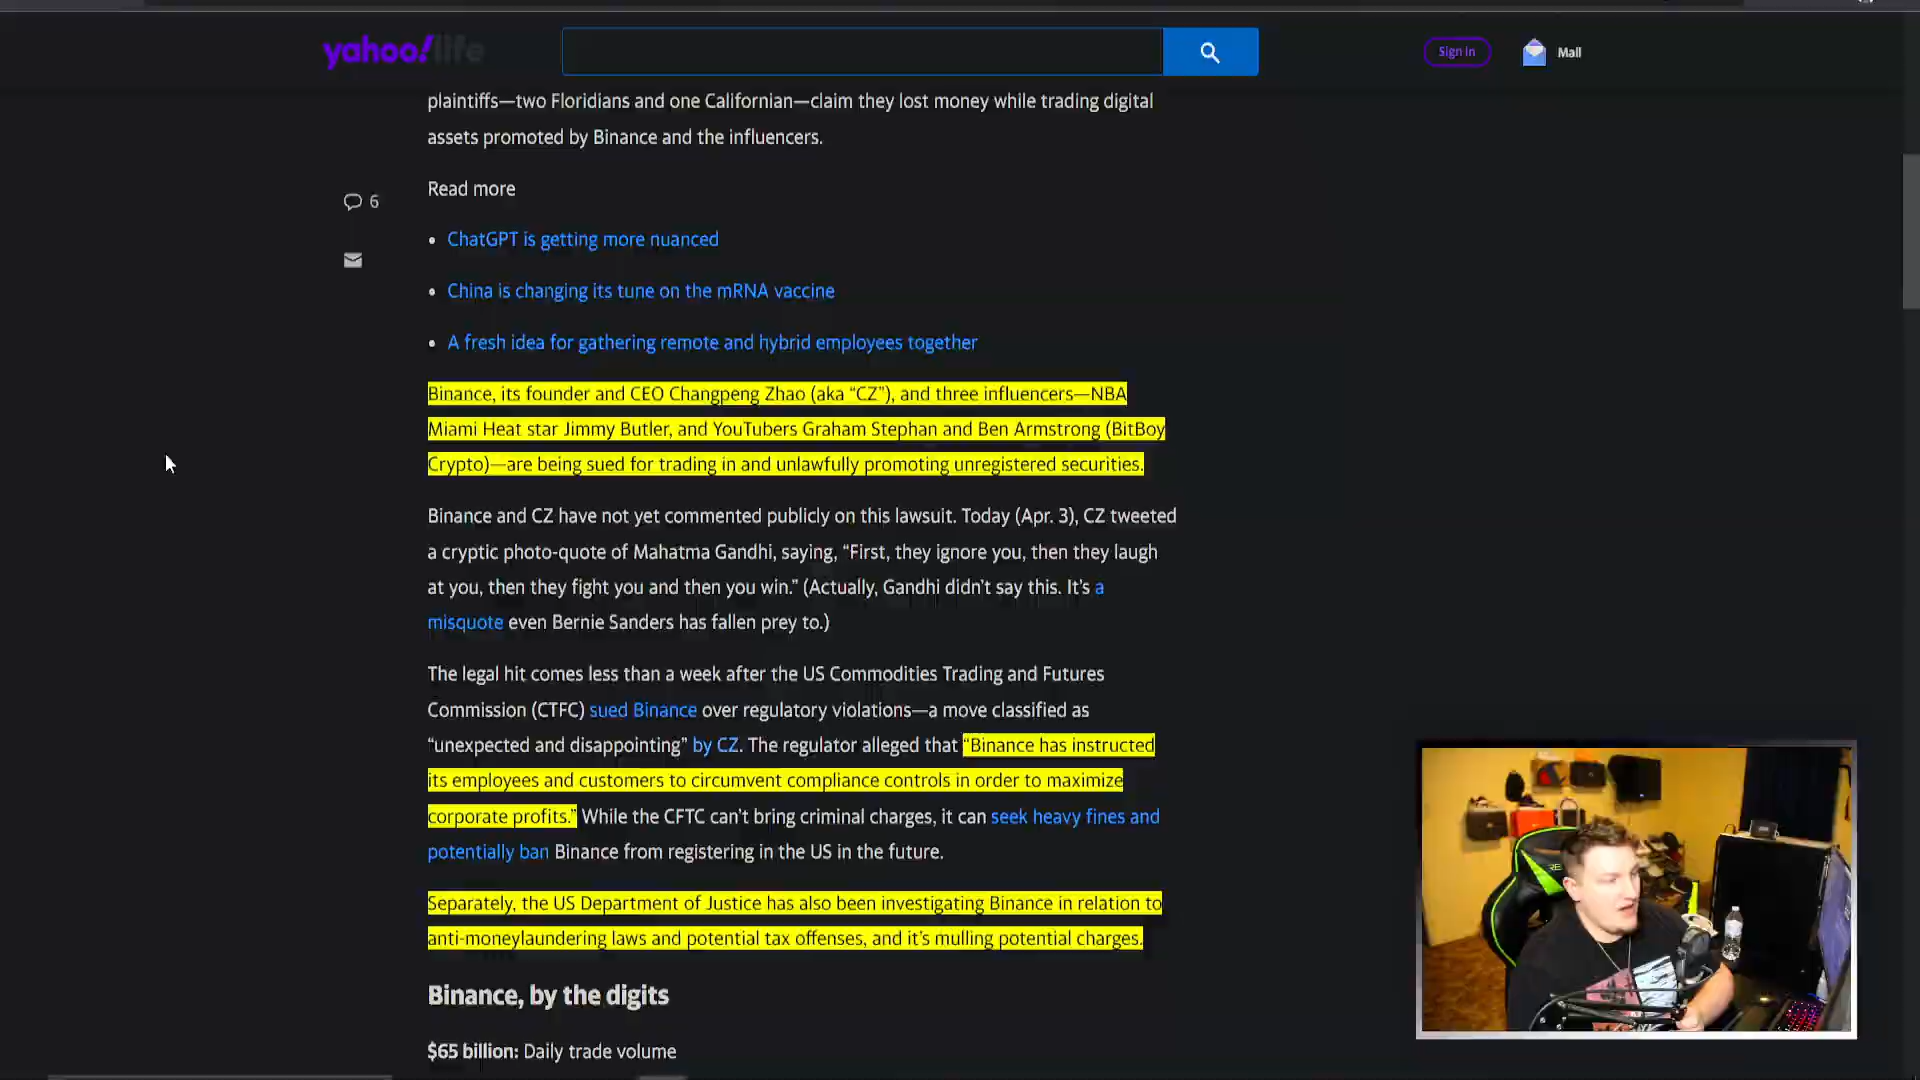 yahoo!life
Sign in
Mail
plaintiffs—two Floridians and one Californian—claim they lost money while trading digital
assets promoted by Binance and the influencers.
6
Read more
• ChatGPT is getting more nuanced
• China is changing its tune on the mRNA vaccine
• A fresh idea for gathering remote and hybrid employees together
Binance, its founder and CEO Changpeng Zhao (aka “CZ”), and three influencers—NBA
Miami Heat star Jimmy Butler, and YouTubers Graham Stephan and Ben Armstrong (BitBoy
Crypto)—are being sued for trading in and unlawfully promoting unregistered securities.
Binance and CZ have not yet commented publicly on this lawsuit. Today (Apr. 3), CZ tweeted
a cryptic photo-quote of Mahatma Gandhi, saying, “First, they ignore you, then they laugh
at you, then they fight you and then you win.” (Actually, Gandhi didn’t say this. It’s a
misquote even Bernie Sanders has fallen prey to.)
The legal hit comes less than a week after the US Commodities Trading and Futures
Commission (CTFC) sued Binance over regulatory violations—a move classified as
“unexpected and disappointing” by CZ. The regulator alleged that “Binance has instructed
its employees and customers to circumvent compliance controls in order to maximize
corporate profits.” While the CFTC can’t bring criminal charges, it can seek heavy fines and
potentially ban Binance from registering in the US in the future.
Separately, the US Department of Justice has also been investigating Binance in relation to
anti-moneylaundering laws and potential tax offenses, and it’s mulling potential charges.
Binance, by the digits
$65 billion: Daily trade volume